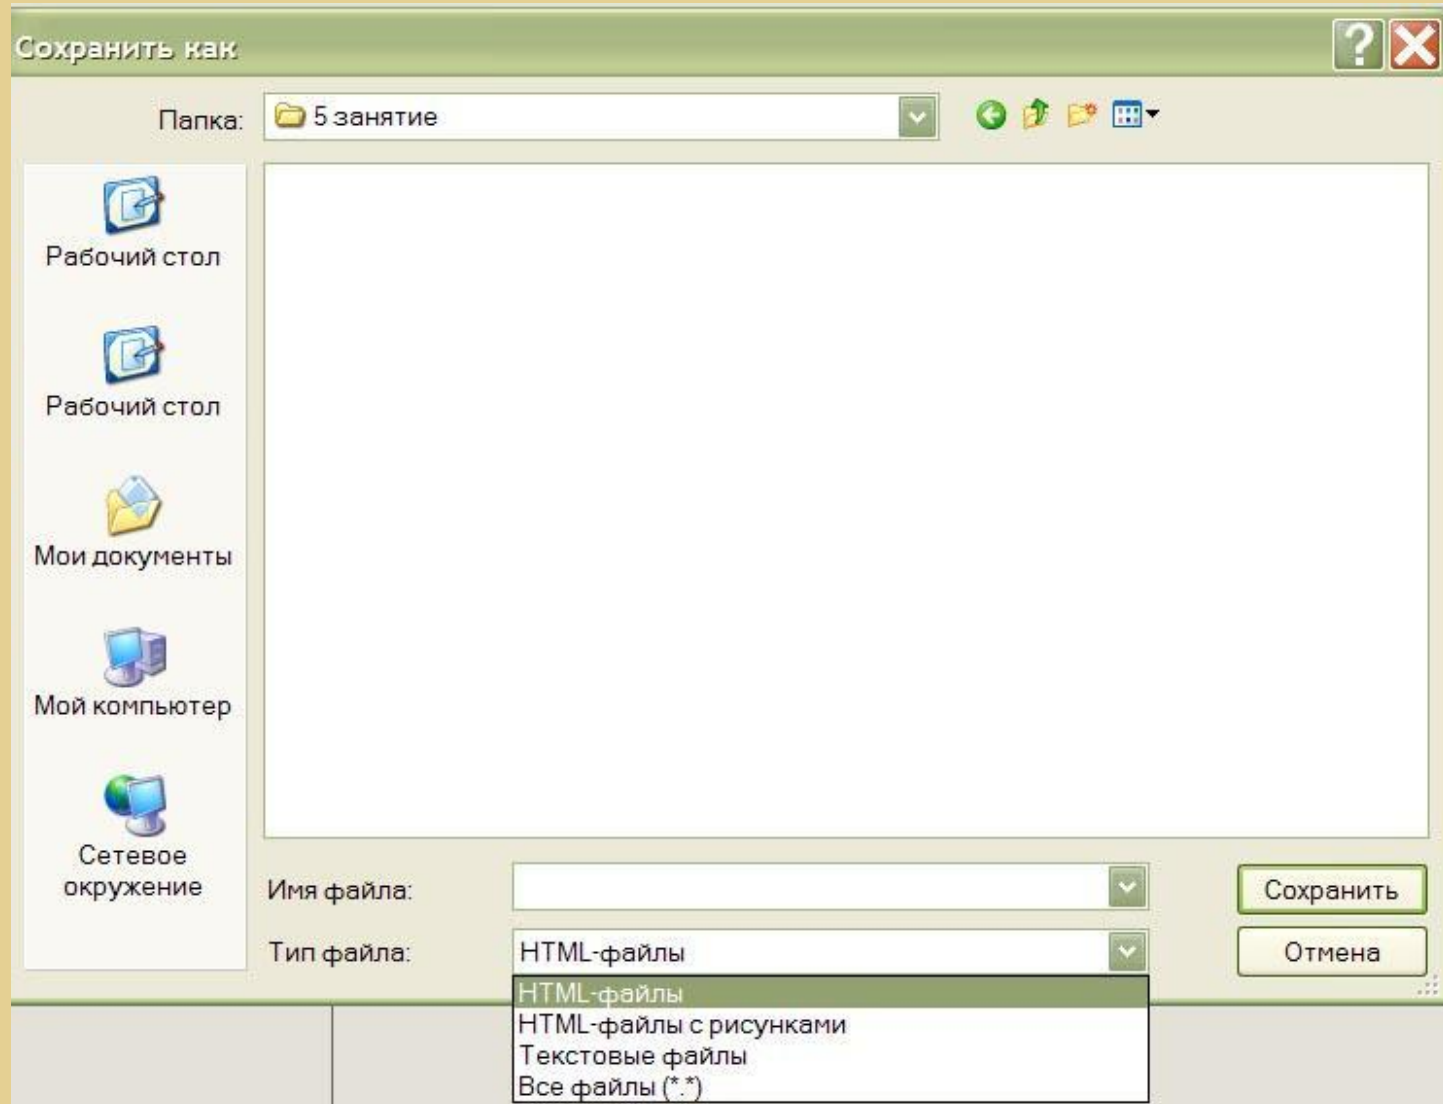 Сохранить как
Папка:
5 занятие
Рабочий стол
Рабочий стол
Мои документы
Мой компьютер
Сетевое
окружение
Имя файла:
Сохранить
Тип файла:
HTML-файлы
Отмена
HTML-файлы
HTML-файлы с рисунками
Текстовые файлы
Все файлы (*.*)